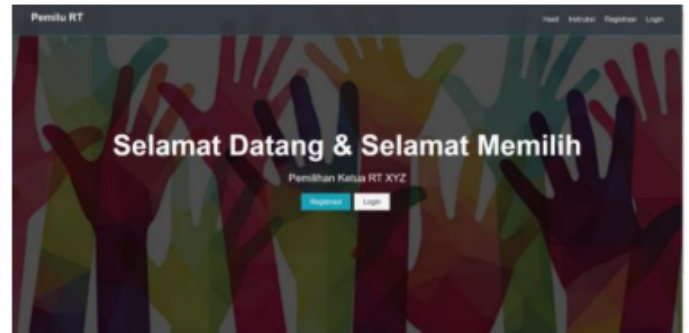 Pemilu RT
Hasil Instruksi Registrasi Login
Selamat Datang & Selamat Memilih
Pemilihan Ketua RT XYZ
Registrasi Login